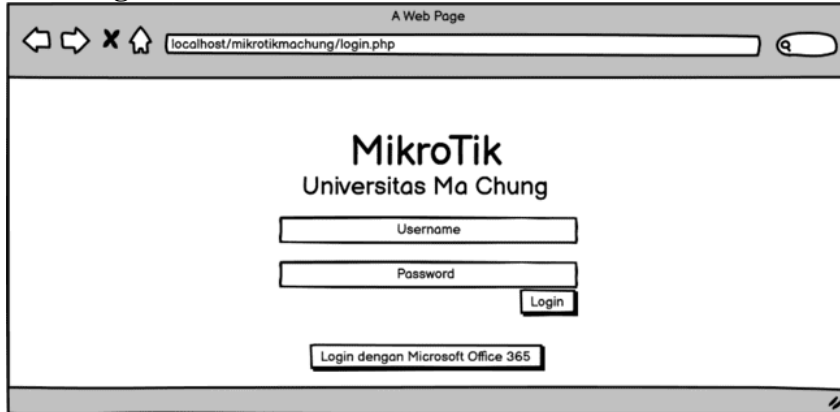 A Web Page
localhost/mikrotikmachung/login.php
MikroTik
Universitas Ma Chung
Username
Password
Login
Login dengan Microsoft Office 365